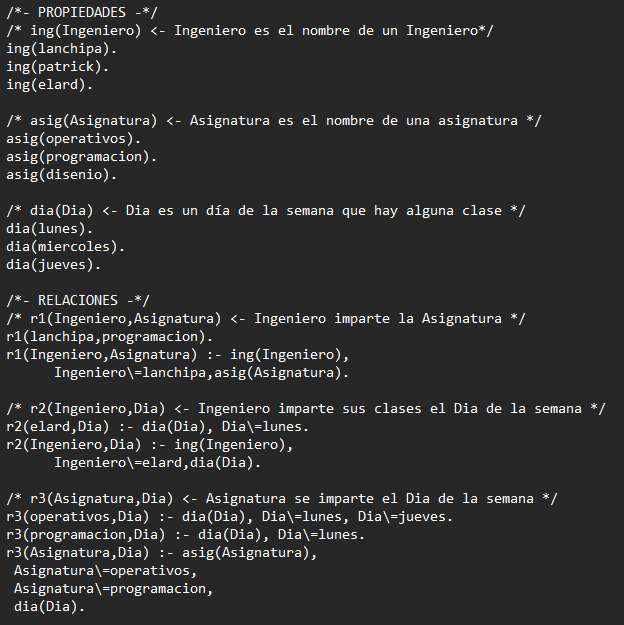 /*- PROPIEDADES -*/
/* ing(Ingeniero) <- Ingeniero es el nombre de un Ingeniero*/
ing(lanchipa).
ing(patrick).
ing(elard).

/* asig(Asignatura) <- Asignatura es el nombre de una asignatura */
asig(operativos).
asig(programacion).
asig(disenio).

/* dia(Dia) <- Dia es un día de la semana que hay alguna clase */
dia(lunes).
dia(miercoles).
dia(jueves).

/*- RELACIONES -*/
/* r1(Ingeniero,Asignatura) <- Ingeniero imparte la Asignatura */
r1(lanchipa,programacion).
r1(Ingeniero,Asignatura) :- ing(Ingeniero),
      Ingeniero\=lanchipa,asig(Asignatura).

/* r2(Ingeniero,Dia) <- Ingeniero imparte sus clases el Dia de la semana */
r2(elard,Dia) :- dia(Dia), Dia\=lunes.
r2(Ingeniero,Dia) :- ing(Ingeniero),
      Ingeniero\=elard,dia(Dia).

/* r3(Asignatura,Dia) <- Asignatura se imparte el Dia de la semana */
r3(operativos,Dia) :- dia(Dia), Dia\=lunes, Dia\=jueves.
r3(programacion,Dia) :- dia(Dia), Dia\=lunes.
r3(Asignatura,Dia) :- asig(Asignatura),
 Asignatura\=operativos,
 Asignatura\=programacion,
 dia(Dia).